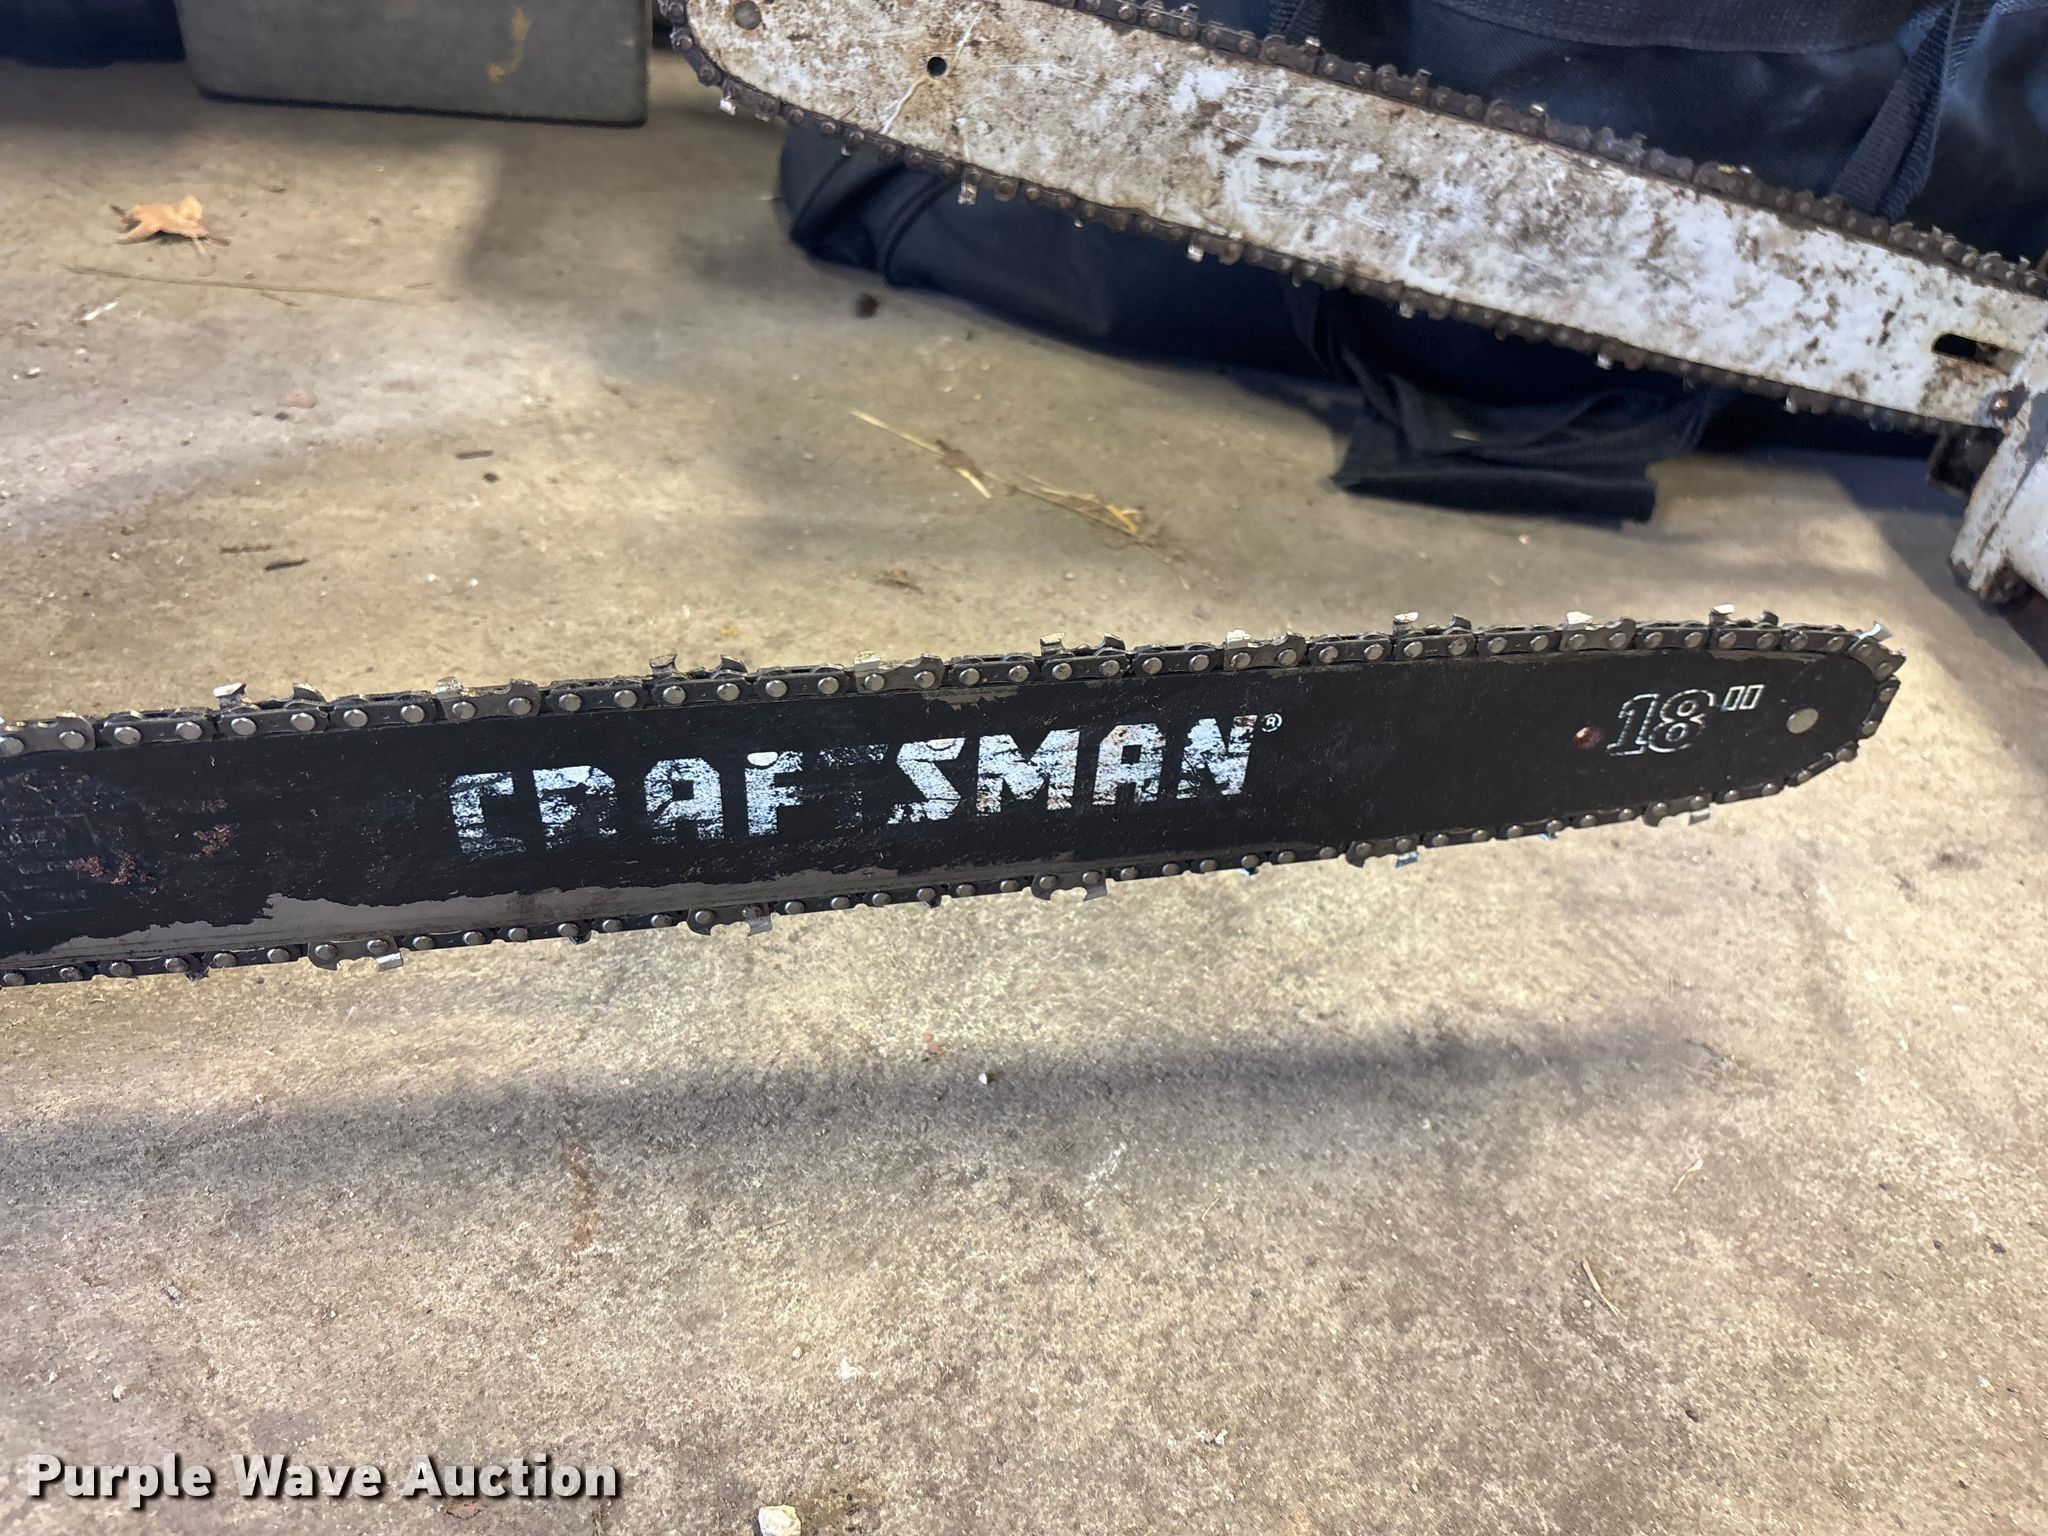 CRAFTSMAN®
18"
Purple Wave Auction